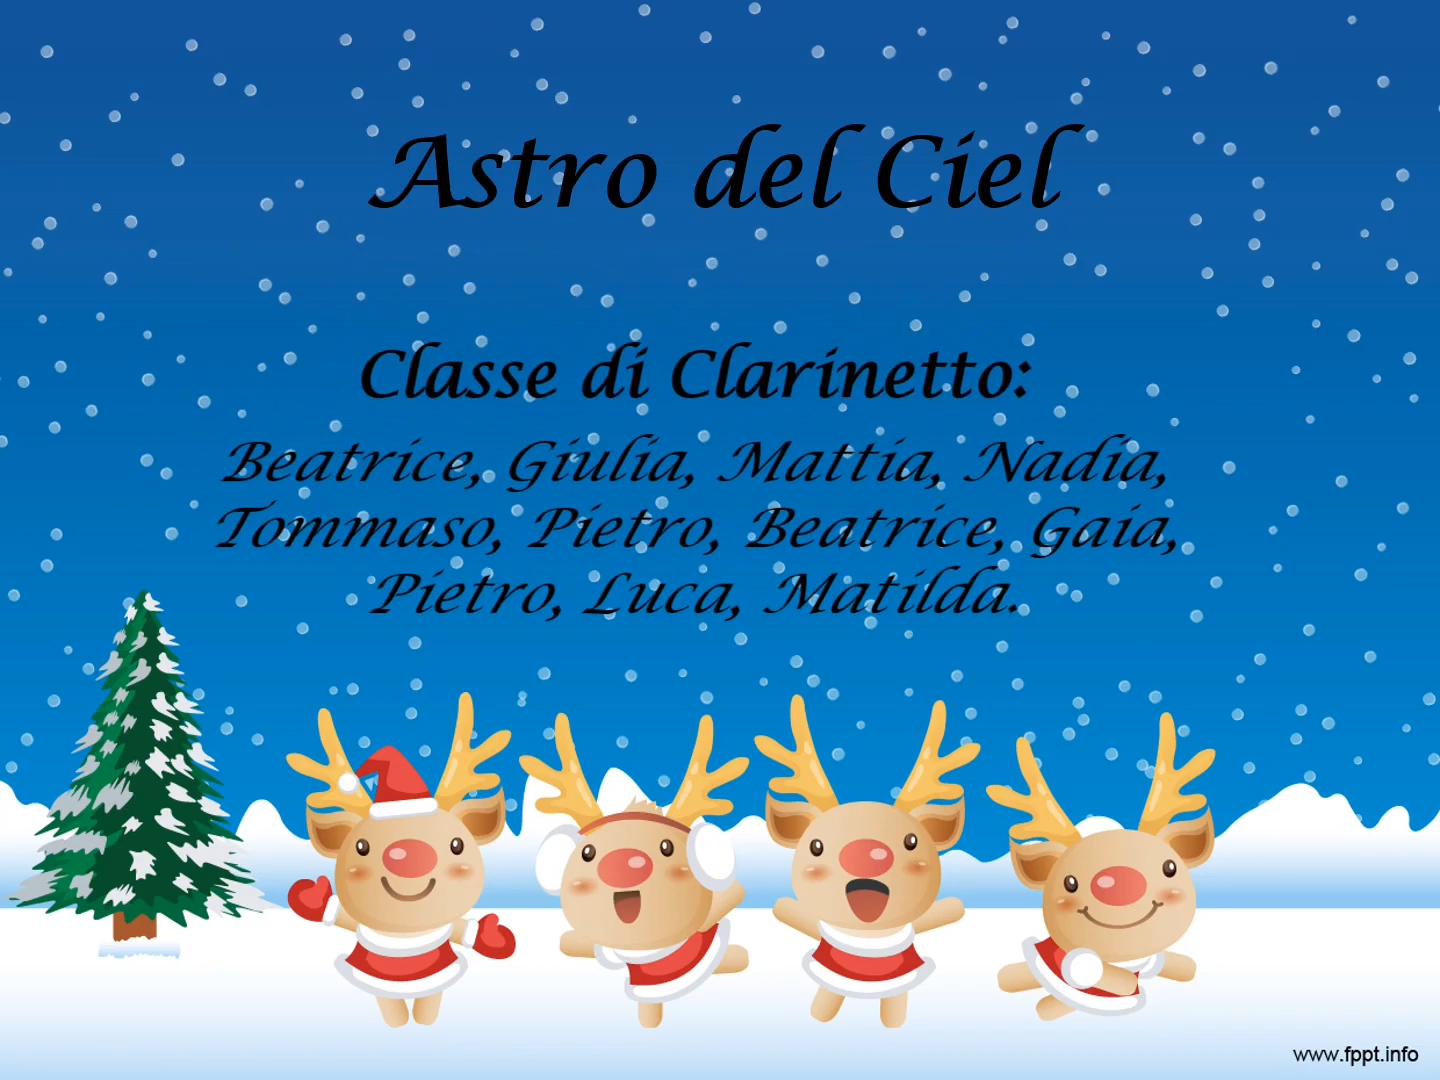 Astro del Ciel
Classe di Clarinetto:
Beatrice, Giulia, Mattia, Nadia,
Tommaso, Pietro, Beatrice, Gaia,
Pietro, Luca, Matilda.
www.fppt.info